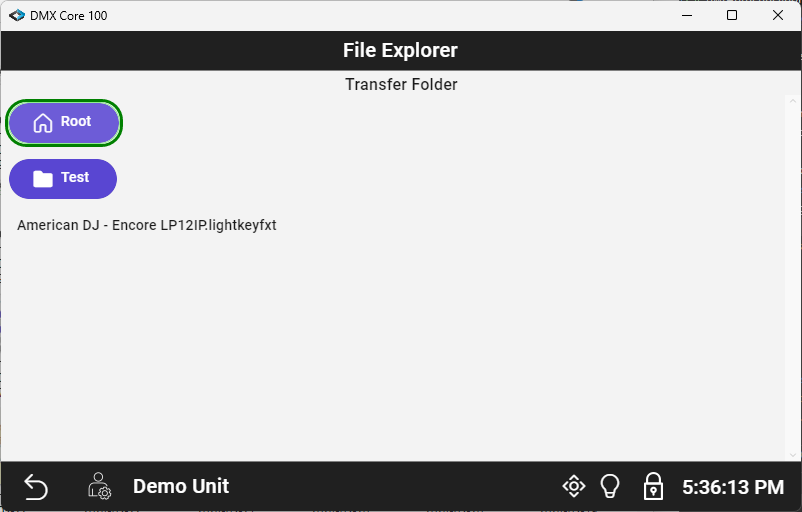 DMX Core 100
File Explorer
Transfer Folder
Root
Test
American DJ - Encore LP12IP.lightkeyfxt
Demo Unit
5:36:13 PM